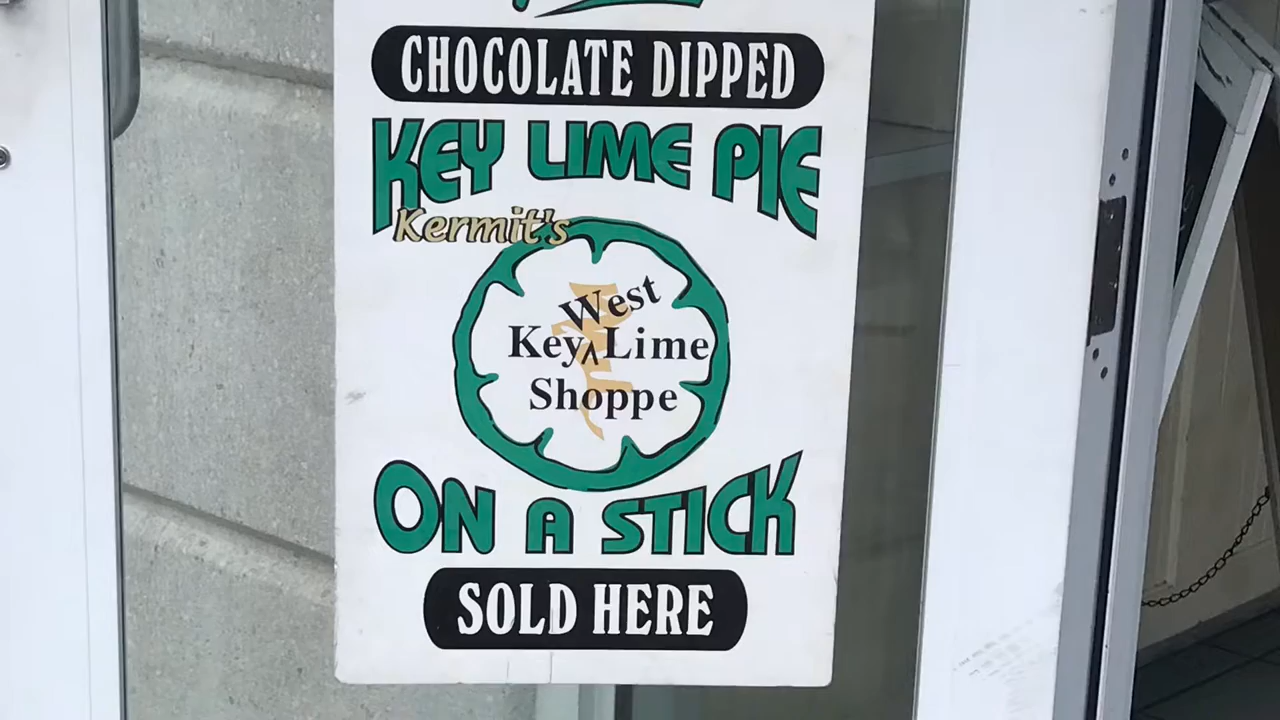 CHOCOLATE DIPPED
KEY LIME PIE
Kermit's
West
Key Lime
Shoppe
ON A STICK
SOLD HERE